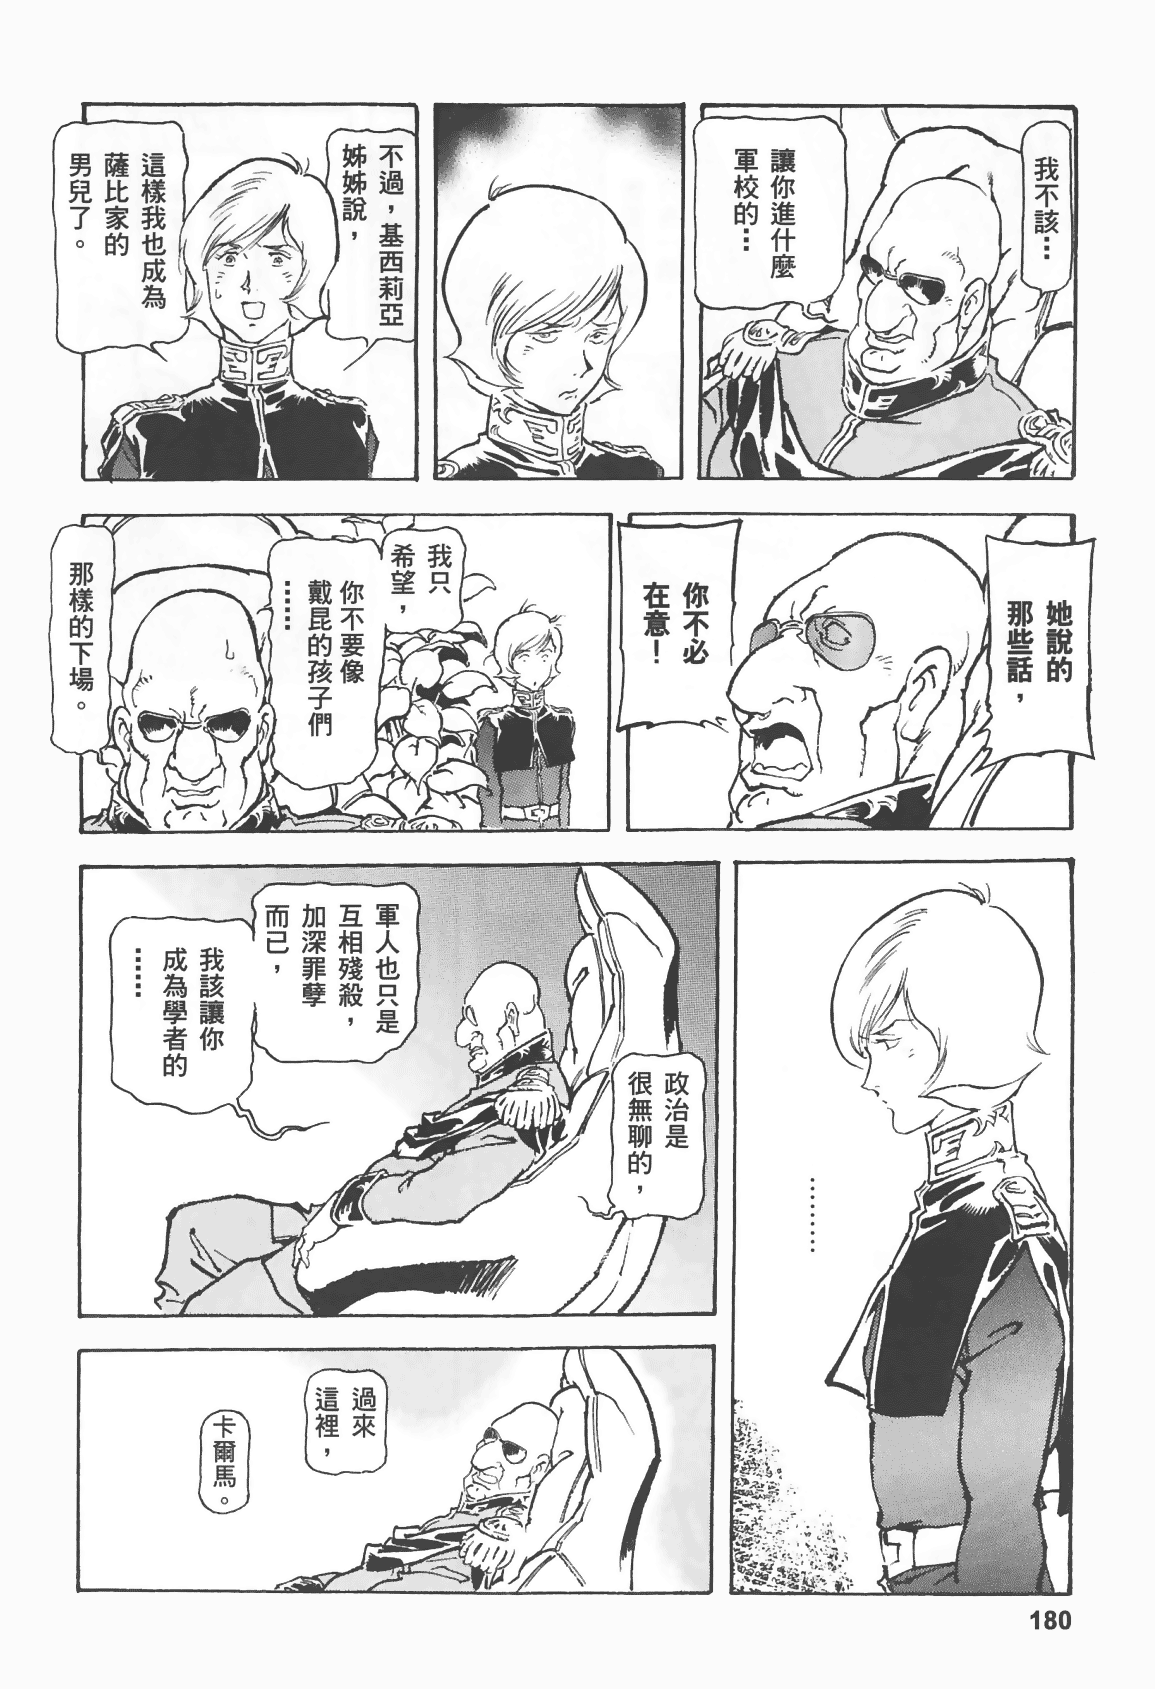 我不該…
讓你進什麼
軍校的…
不過，基西莉亞
姊姊說，
這樣我也成為
薩比家的
男兒了。
她說的
那些話，
你不必
在意！
我只
希望，
你不要像
戴昆的孩子們
……
那樣的下場。
………
政治是
很無聊的，
軍人也只是
互相殘殺，
加深罪孽
而已，
我該讓你
成為學者的
……
過來
這裡，
卡爾馬。
180